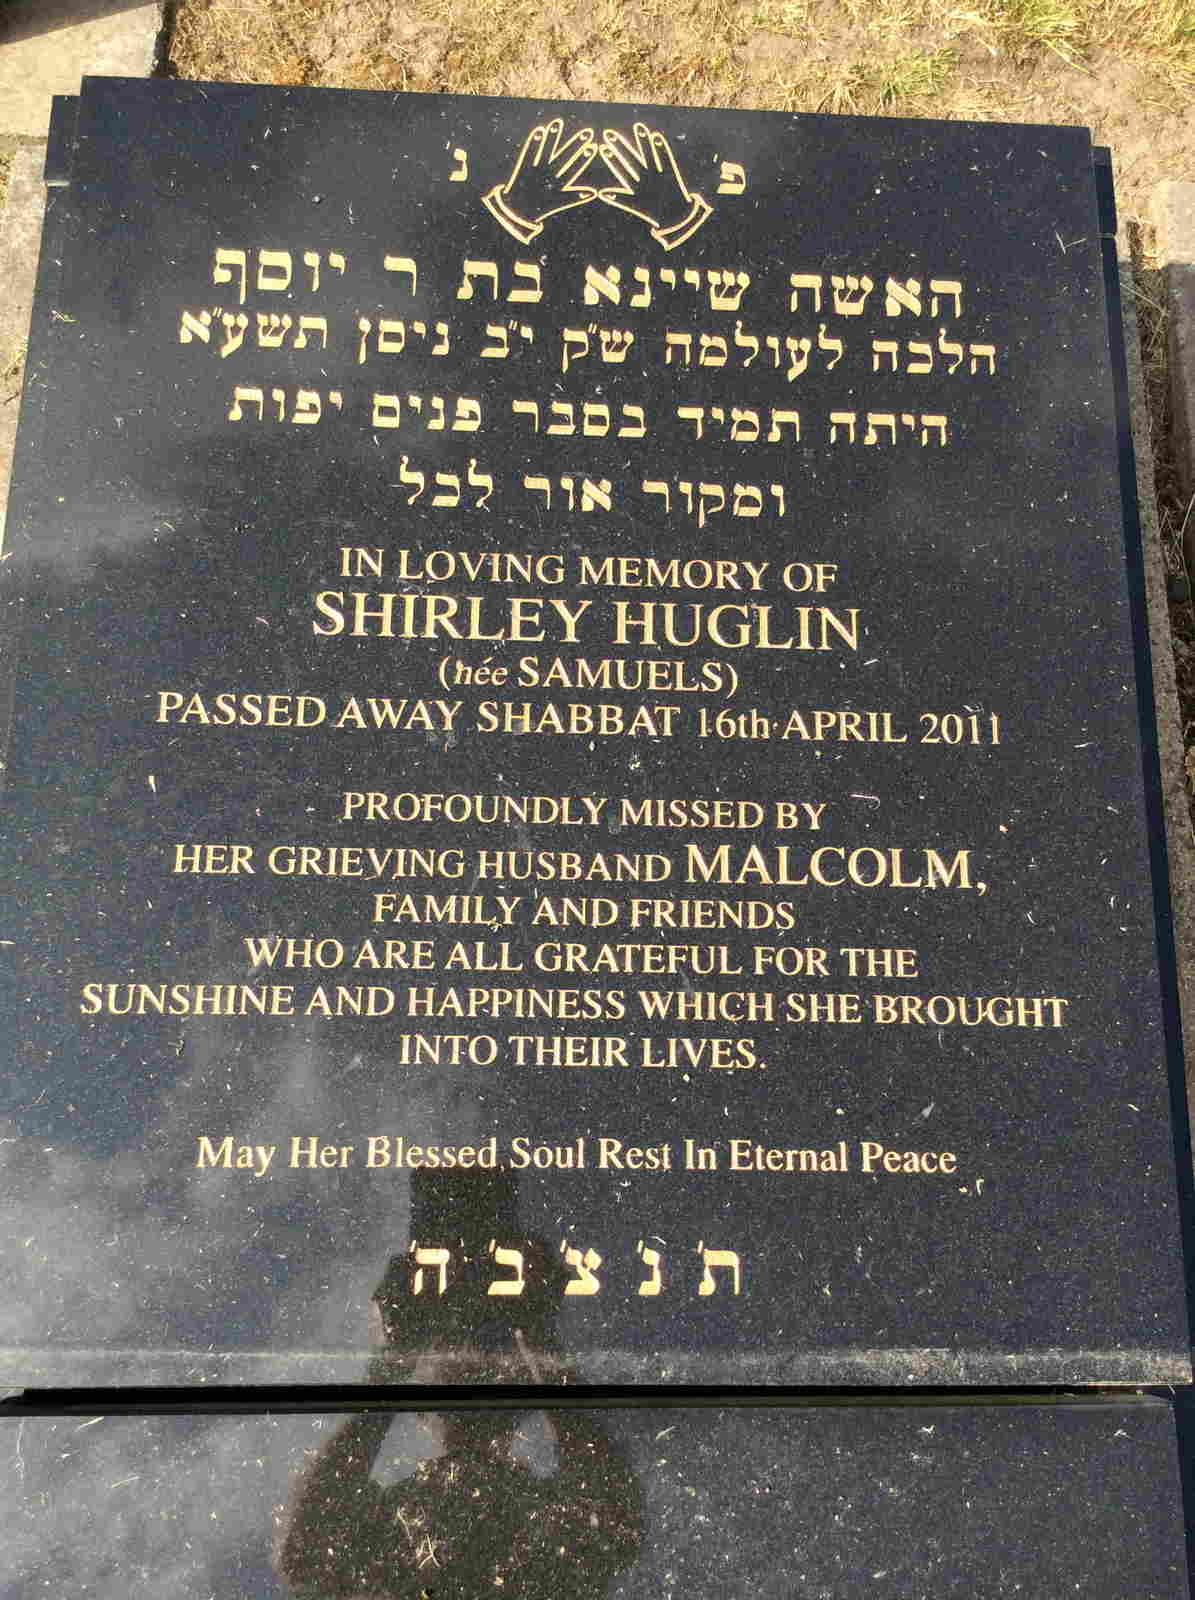 פ' נ'
האשה שיינא בת ר יוסף
הלכה לעולמה ש"ק י"ב ניסן תשע"א
היתה תמיד בסבר פנים יפות
ומקור אור לכל
IN LOVING MEMORY OF
SHIRLEY HUGLIN
(née SAMUELS)
PASSED AWAY SHABBAT 16th APRIL 2011
PROFOUNDLY MISSED BY
HER GRIEVING HUSBAND MALCOLM,
FAMILY AND FRIENDS
WHO ARE ALL GRATEFUL FOR THE
SUNSHINE AND HAPPINESS WHICH SHE BROUGHT
INTO THEIR LIVES.
May Her Blessed Soul Rest In Eternal Peace
ת' נ' צ' ב' ה'